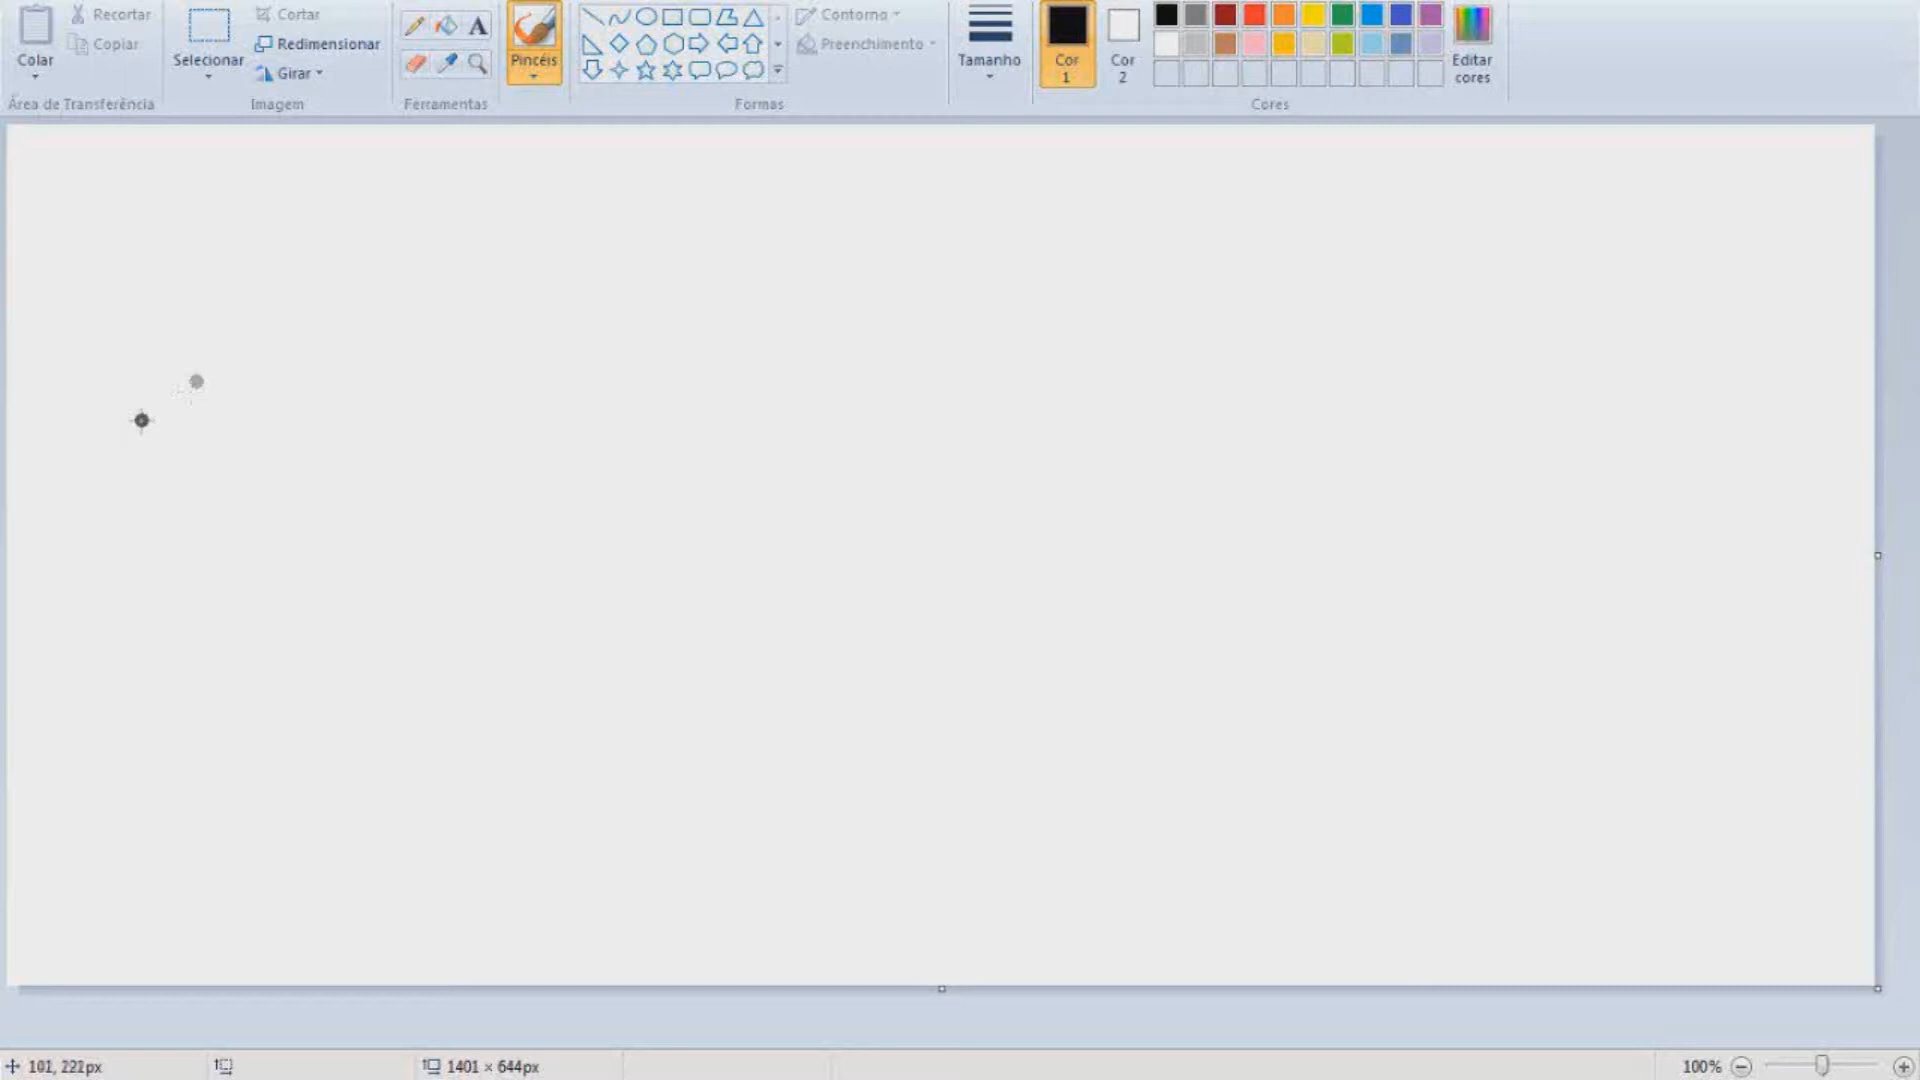 Recortar
Cortar
Contorno
Copiar
Redimensionar
Preenchimento
Colar
Selecionar
Girar
A
Pincéis
Tamanho
Cor 1
Cor 2
Editar cores
Área de Transferência
Imagem
Ferramentas
Formas
Cores
101, 222px
1401 × 644px
100%